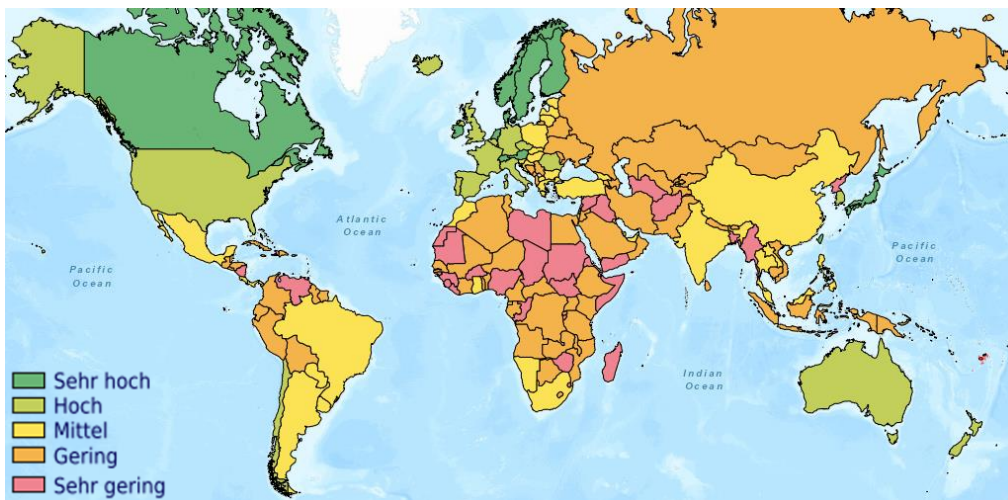 Atlantic
Ocean
Pacific
Ocean
Pacific
Ocean
Indian
Ocean
Sehr hoch
Hoch
Mittel
Gering
Sehr gering